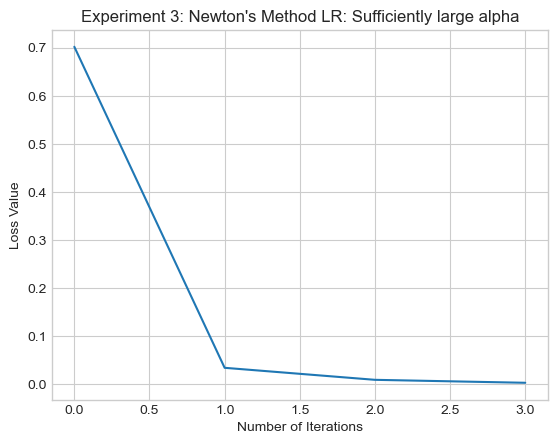 Experiment 3: Newton's Method LR: Sufficiently large alpha
0.7
0.6
0.5
0.4
0.3
0.2
0.1
0.0
Loss Value
0.0 0.5 1.0 1.5 2.0 2.5 3.0
Number of Iterations